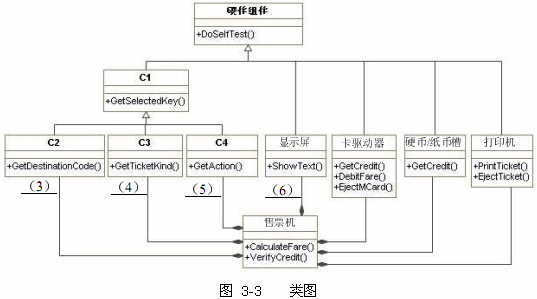 硬件组件
+DoSelfTest()
C1
+GetSelectedKey()
C2
+GetDestinationCode()
C3
+GetTicketKind()
C4
+GetAction()
显示屏
+ShowText()
卡驱动器
+GetCredit()
+DebitFare()
+EjectMCard()
硬币/纸币槽
+GetCredit()
打印机
+PrintTicket()
+EjectTicket()
(3)
(4)
(5)
(6)
售票机
+CalculateFare()
+VerifyCredit()
图 3-3 类图